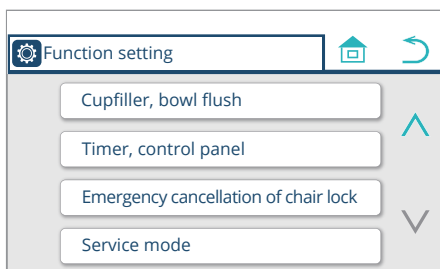 Function setting
Cupfiller, bowl flush
Timer, control panel
Emergency cancellation of chair lock
Service mode